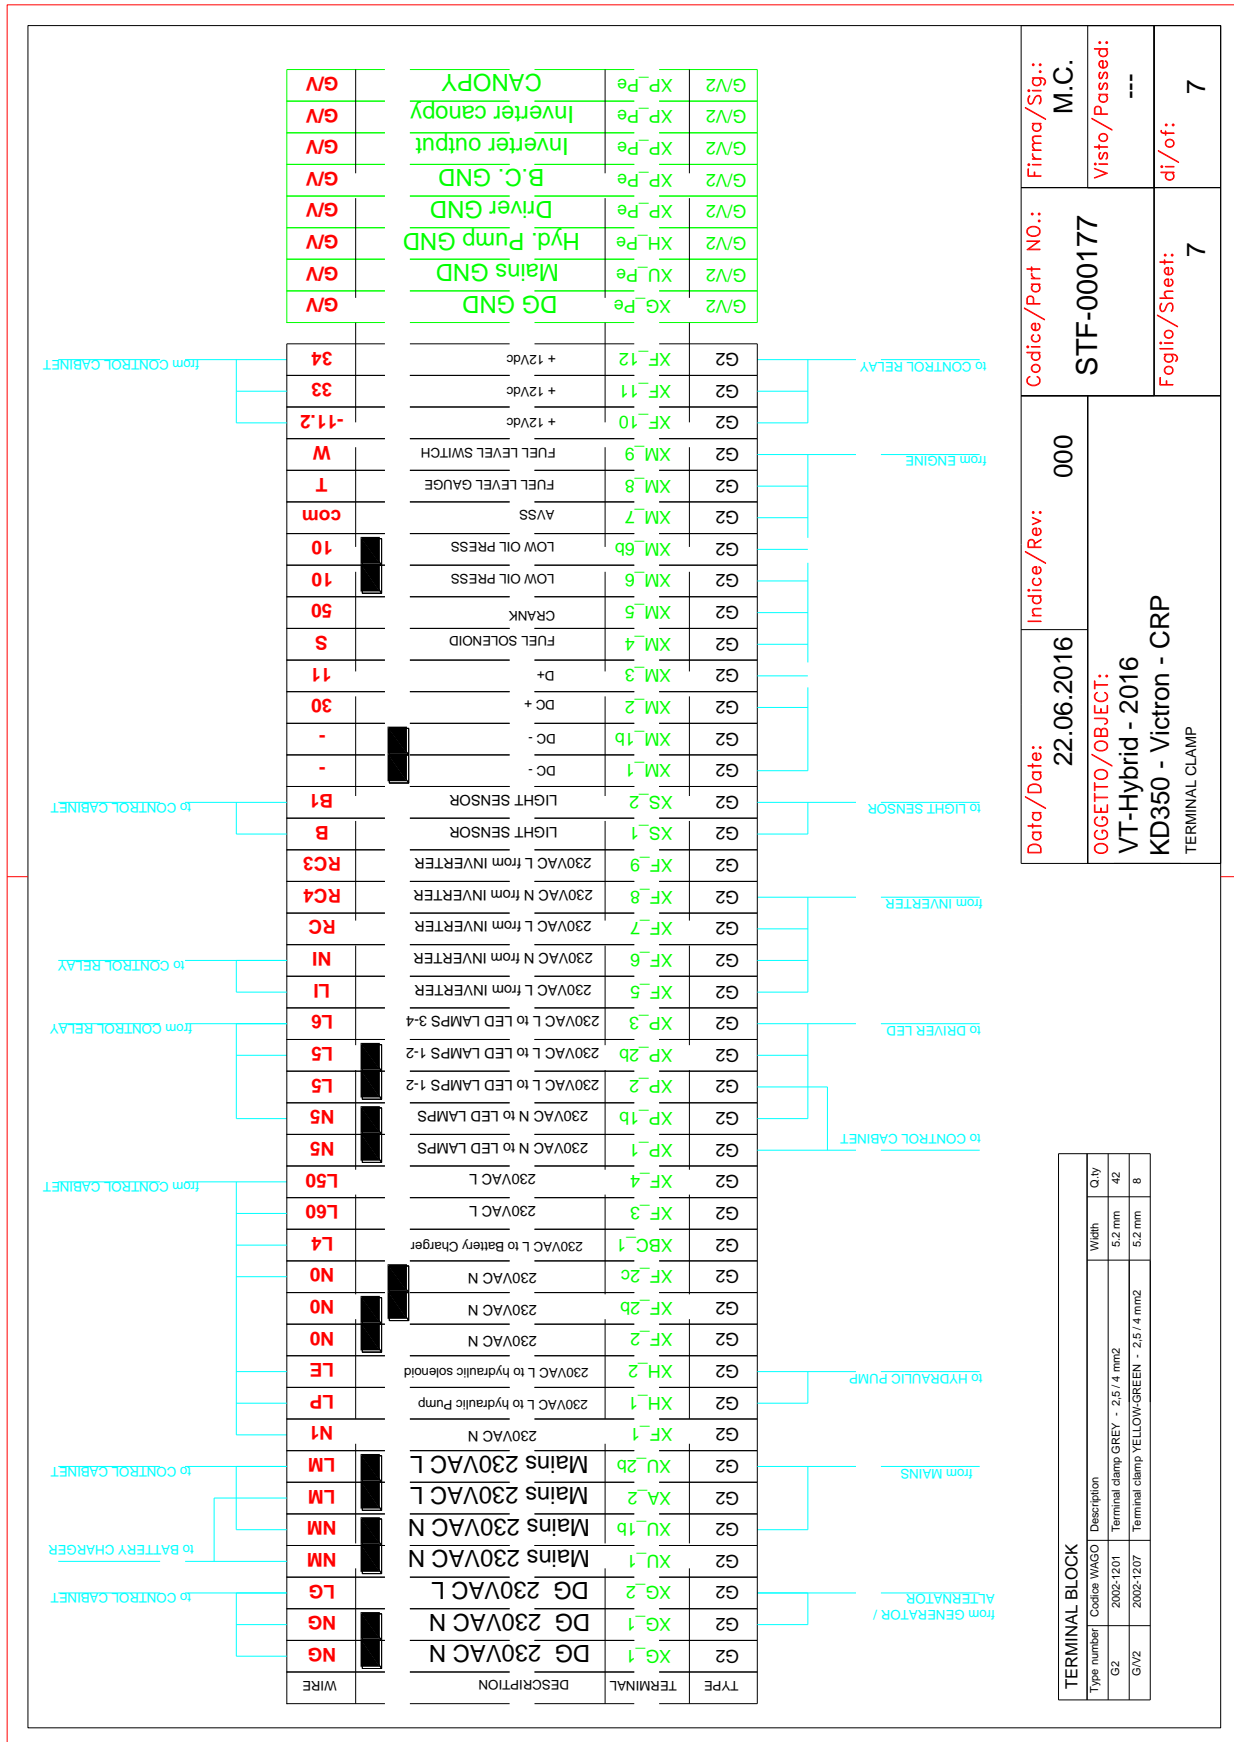 TYPE TERMINAL DESCRIPTION WIRE
G2 XG_1 DG 230VAC N NG
G2 XG_1 DG 230VAC N NG
G2 XG_2 DG 230VAC L LG
G2 XU_1 Mains 230VAC N NM
G2 XU_1b Mains 230VAC N NM
G2 XA_2 Mains 230VAC L LM
G2 XU_2b Mains 230VAC L LM
G2 XF_1 230VAC N N1
G2 XH_1 230VAC L to hydraulic Pump LP
G2 XH_2 230VAC L to hydraulic solenoid LE
G2 XF_2 230VAC N N0
G2 XF_2b 230VAC N N0
G2 XF_2c 230VAC N N0
G2 XBC_1 230VAC L to Battery Charger L4
G2 XF_3 230VAC L L60
G2 XF_4 230VAC L L50
G2 XP_1 230VAC N to LED LAMPS N5
G2 XP_1b 230VAC N to LED LAMPS N5
G2 XP_2 230VAC L to LED LAMPS 1-2 L5
G2 XP_2b 230VAC L to LED LAMPS 1-2 L5
G2 XP_3 230VAC L to LED LAMPS 3-4 L6
G2 XF_5 230VAC L from INVERTER LI
G2 XF_6 230VAC N from INVERTER NI
G2 XF_7 230VAC L from INVERTER RC
G2 XF_8 230VAC N from INVERTER RC4
G2 XF_9 230VAC L from INVERTER RC3
G2 XS_1 LIGHT SENSOR B
G2 XS_2 LIGHT SENSOR B1
G2 XM_1 DC - -
G2 XM_1b DC - -
G2 XM_2 DC + 30
G2 XM_3 D+ 11
G2 XM_4 FUEL SOLENOID S
G2 XM_5 CRANK 50
G2 XM_6 LOW OIL PRESS 10
G2 XM_6b LOW OIL PRESS 10
G2 XM_7 AVSS com
G2 XM_8 FUEL LEVEL GAUGE T
G2 XM_9 FUEL LEVEL SWITCH W
G2 XF_10 + 12Vdc -11.2
G2 XF_11 + 12Vdc 33
G2 XF_12 + 12Vdc 34
G/V2 XG_Pe DG GND G/V
G/V2 XU_Pe Mains GND G/V
G/V2 XH_Pe Hyd. Pump GND G/V
G/V2 XP_Pe Driver GND G/V
G/V2 XP_Pe B.C. GND G/V
G/V2 XP_Pe Inverter output G/V
G/V2 XP_Pe Inverter canopy G/V
G/V2 XP_Pe CANOPY G/V
from GENERATOR /
ALTERNATOR
from MAINS
to HYDRAULIC PUMP
to CONTROL CABINET
to DRIVER LED
from INVERTER
to LIGHT SENSOR
from ENGINE
to CONTROL RELAY
to CONTROL CABINET
to BATTERY CHARGER
to CONTROL CABINET
from CONTROL CABINET
from CONTROL RELAY
to CONTROL RELAY
to CONTROL CABINET
from CONTROL CABINET
TERMINAL BLOCK
Type number Codice WAGO Description Width Q.ty
G2 2002-1201 Terminal clamp GREY - 2,5 / 4 mm2 5.2 mm 42
G/V2 2002-1207 Terminal clamp YELLOW-GREEN - 2,5 / 4 mm2 5.2 mm 8
Data/Date: 22.06.2016
Indice/Rev: 000
Codice/Part NO.: STF-000177
Firma/Sig.: M.C.
OGGETTO/OBJECT:
VT-Hybrid - 2016
KD350 - Victron - CRP
TERMINAL CLAMP
Visto/Passed: ---
Foglio/Sheet: 7
di/of: 7